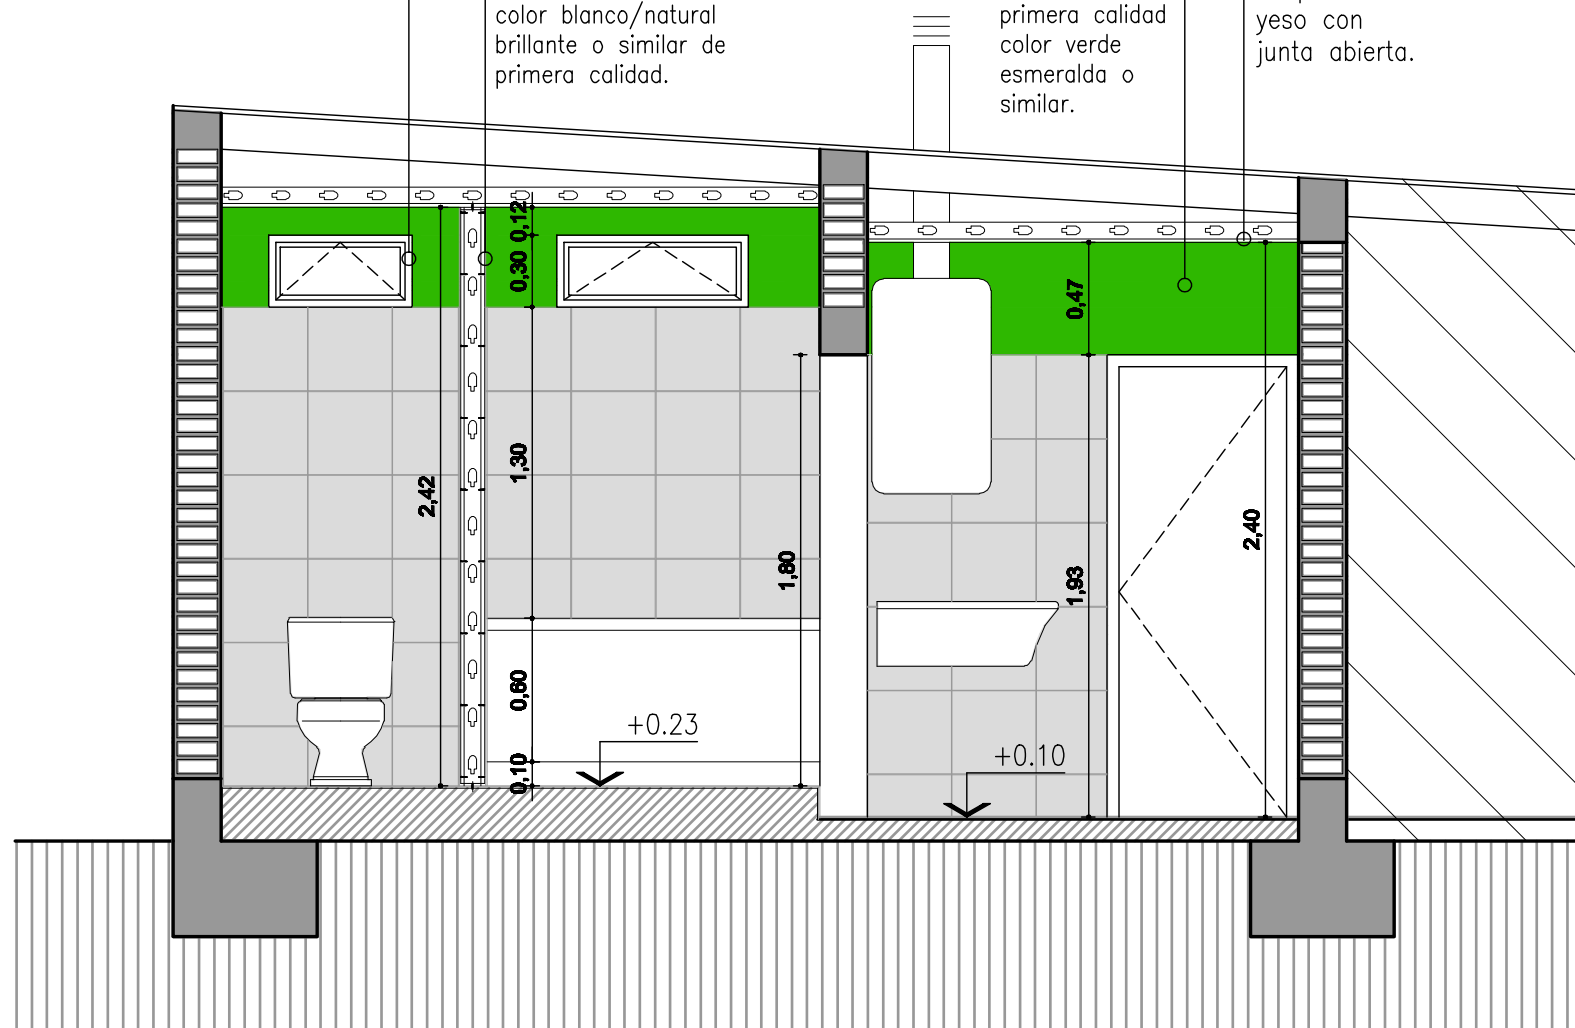 color blanco/natural
brillante o similar de
primera calidad.
primera calidad
color verde
esmeralda o
similar.
yeso con
junta abierta.
0,12
0,30
0,47
1,30
2,42
1,80
2,40
1,93
0,60
+0.23
+0.10
0,10